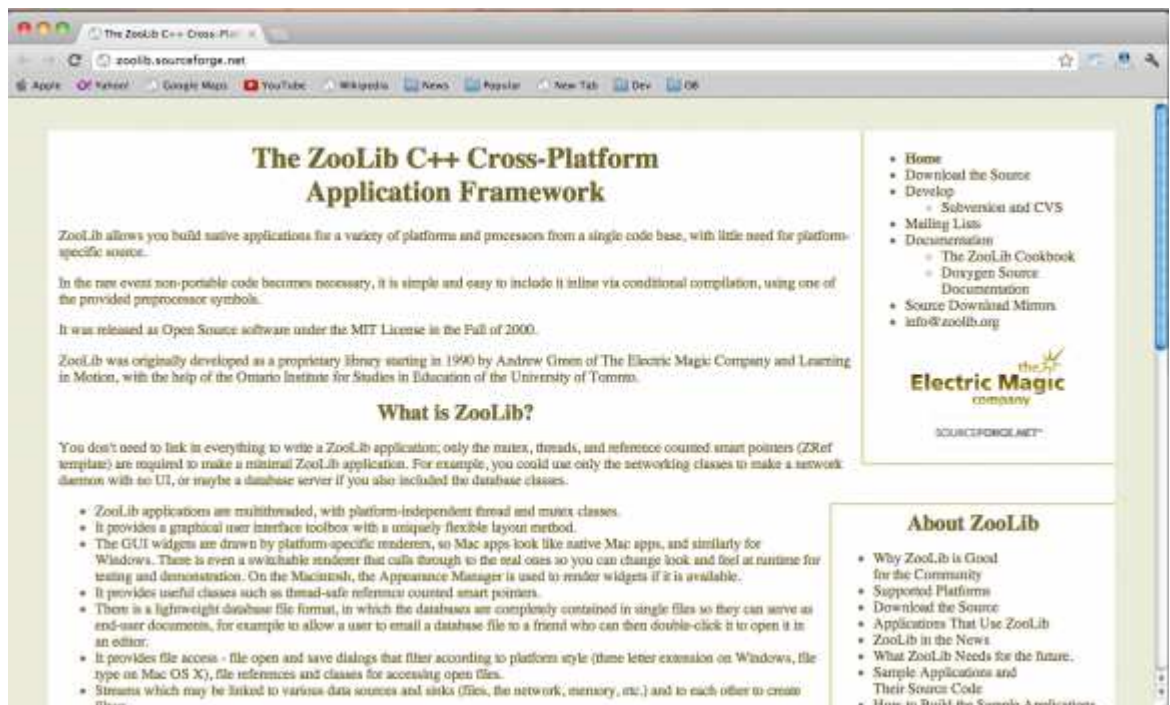 The ZooLib C++ Cross-Plat
zoolib.sourceforge.net
Apple Yahoo! Google Maps YouTube Wikipedia News Popular New Tab Dev GB
The ZooLib C++ Cross-Platform
Application Framework
ZooLib allows you build native applications for a variety of platforms and processors from a single code base, with little need for platform-
specific source.
In the rare event non-portable code becomes necessary, it is simple and easy to include it inline via conditional compilation, using one of
the provided preprocessor symbols.
It was released as Open Source software under the MIT License in the Fall of 2000.
ZooLib was originally developed as a proprietary library starting in 1990 by Andrew Green of The Electric Magic Company and Learning
in Motion, with the help of the Ontario Institute for Studies in Education of the University of Toronto.
What is ZooLib?
You don't need to link in everything to write a ZooLib application; only the mutex, threads, and reference counted smart pointers (ZRef
template) are required to make a minimal ZooLib application. For example, you could use only the networking classes to make a network
daemon with no UI, or maybe a database server if you also included the database classes.
ZooLib applications are multithreaded, with platform-independent thread and mutex classes.
It provides a graphical user interface toolbox with a uniquely flexible layout method.
The GUI widgets are drawn by platform-specific renderers, so Mac apps look like native Mac apps, and similarly for
Windows. There is even a switchable renderer that calls through to the real ones so you can change look and feel at runtime for
testing and demonstration. On the Macintosh, the Appearance Manager is used to render widgets if it is available.
It provides useful classes such as thread-safe reference counted smart pointers.
There is a lightweight database file format, in which the databases are completely contained in single files so they can serve as
end-user documents, for example to allow a user to email a database file to a friend who can then double-click it to open it in
an editor.
It provides file access - file open and save dialogs that filter according to platform style (three letter extension on Windows, file
type on Mac OS X), file references and classes for accessing open files.
Streams which may be linked to various data sources and sinks (files, the network, memory, etc.) and to each other to create
Home
Download the Source
Develop
Subversion and CVS
Mailing Lists
Documentation
The ZooLib Cookbook
Doxygen Source
Documentation
Source Download Mirrors
info@zoolib.org
the
Electric Magic
company
SOURCEFORGE.NET
About ZooLib
Why ZooLib is Good
for the Community
Supported Platforms
Download the Source
Applications That Use ZooLib
ZooLib in the News
What ZooLib Needs for the future.
Sample Applications and
Their Source Code
How to Build the Sample Applications